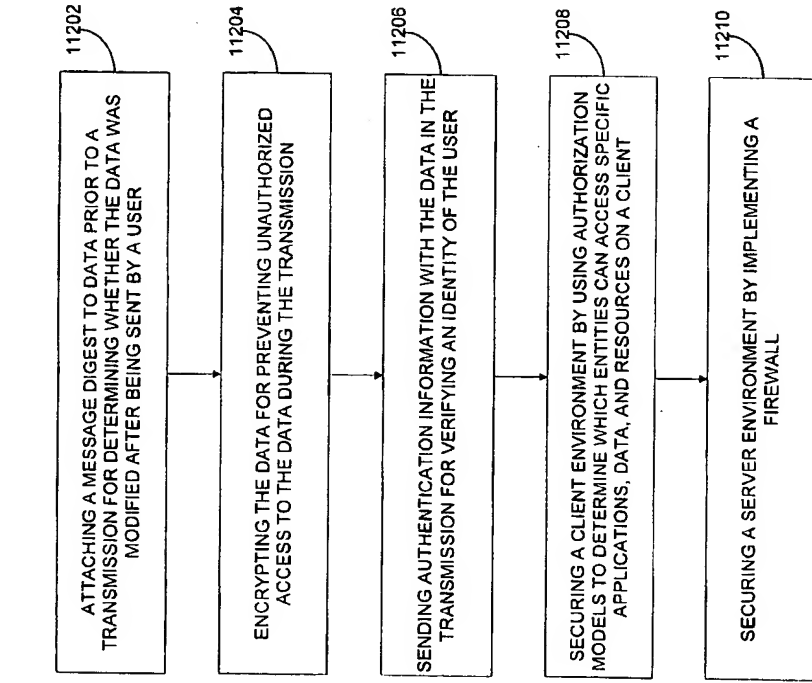 11202
ATTACHING A MESSAGE DIGEST TO DATA PRIOR TO A
TRANSMISSION FOR DETERMINING WHETHER THE DATA WAS
MODIFIED AFTER BEING SENT BY A USER
11204
ENCRYPTING THE DATA FOR PREVENTING UNAUTHORIZED
ACCESS TO THE DATA DURING THE TRANSMISSION
11206
SENDING AUTHENTICATION INFORMATION WITH THE DATA IN THE
TRANSMISSION FOR VERIFYING AN IDENTITY OF THE USER
11208
SECURING A CLIENT ENVIRONMENT BY USING AUTHORIZATION
MODELS TO DETERMINE WHICH ENTITIES CAN ACCESS SPECIFIC
APPLICATIONS, DATA, AND RESOURCES ON A CLIENT
11210
SECURING A SERVER ENVIRONMENT BY IMPLEMENTING A
FIREWALL